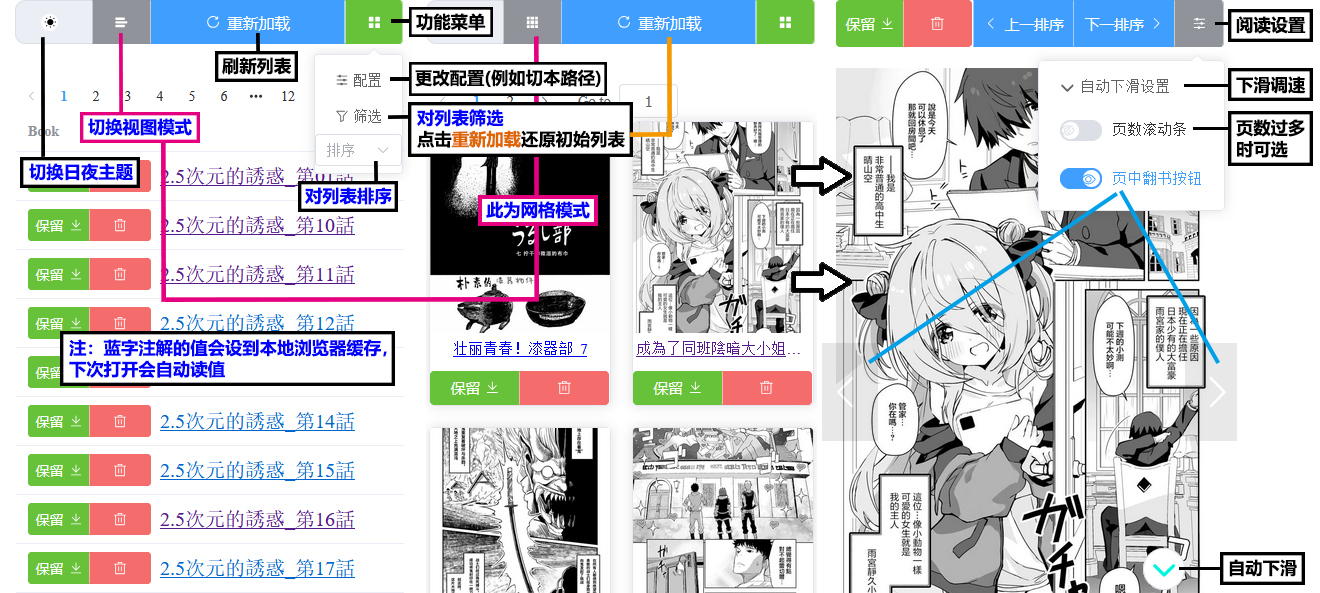 重新加载
功能菜单
刷新列表
1 2 3 4 5 6 ••• 12
配置
更改配置(例如切本路径)
筛选
对列表筛选
点击重新加载还原初始列表
排序
对列表排序
Book
切换视图模式
切换日夜主题
2.5次元的誘惑_第01話
保留
2.5次元的誘惑_第10話
保留
2.5次元的誘惑_第11話
保留
2.5次元的誘惑_第12話
注：蓝字注解的值会设到本地浏览器缓存，
下次打开会自动读值
保留
2.5次元的誘惑_第14話
保留
2.5次元的誘惑_第15話
保留
2.5次元的誘惑_第16話
保留
2.5次元的誘惑_第17話
重新加载
Go to
1
此为网格模式
うるし部
朴素的漆器物件
壮丽青春！漆器部_7
保留
成為了同班陰暗大小姐...
保留
保留
上一排序
下一排序
阅读设置
自动下滑设置
下滑调速
页数滚动条
页数过多
时可选
页中翻书按钮
說是今天
可以休息了
那就回房間吧…
──我是
晴山空
非常普通的高中生
因為一些原因
現在正在擔任
日本少有的大富豪
雨宮家的僕人
下週的小測
可能不太妙啊…
管家…
你在嗎…?
這位…像小動物一樣
可愛的女生就是
我的主人
雨宮靜久小
ガチャ
嗯
自动下滑